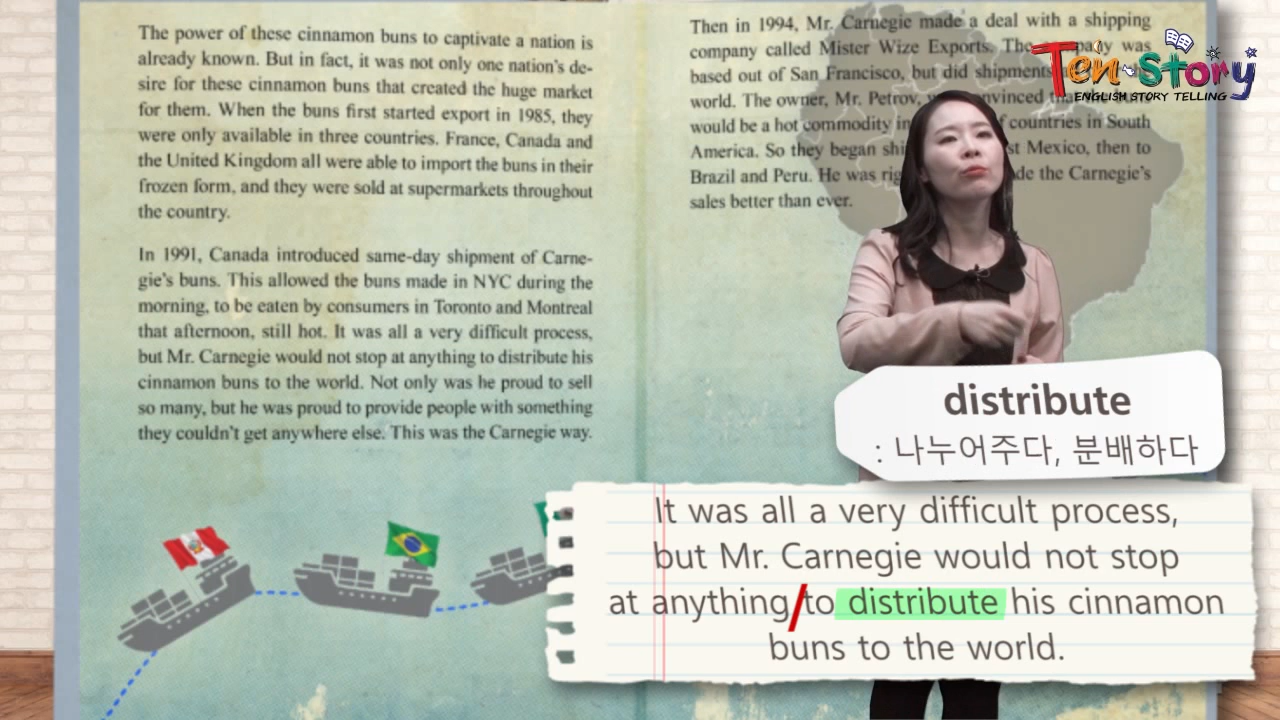 The power of these cinnamon buns to captivate a nation is
already known. But in fact, it was not only one nation's de-
sire for these cinnamon buns that created the huge market
for them. When the buns first started export in 1985, they
were only available in three countries. France, Canada and
the United Kingdom all were able to import the buns in their
frozen form, and they were sold at supermarkets throughout
the country.
In 1991, Canada introduced same-day shipment of Carne-
gie's buns. This allowed the buns made in NYC during the
morning, to be eaten by consumers in Toronto and Montreal
that afternoon, still hot. It was all a very difficult process,
but Mr. Carnegie would not stop at anything to distribute his
cinnamon buns to the world. Not only was he proud to sell
so many, but he was proud to provide people with something
they couldn't get anywhere else. This was the Carnegie way.
Then in 1994, Mr. Carnegie made a deal with a shipping
company called Mister Wize Exports. The was
based out of San Francisco, but did shipments
world. The owner, Mr. Petrov,
would be a hot commodity in countries in South
America. So they began Mexico, then to
Brazil and Peru. He was the Carnegie's
sales better than ever.
Ten Story
ENGLISH STORY TELLING
distribute
: 나누어주다, 분배하다
It was all a very difficult process,
but Mr. Carnegie would not stop
at anything/to distribute his cinnamon
buns to the world.